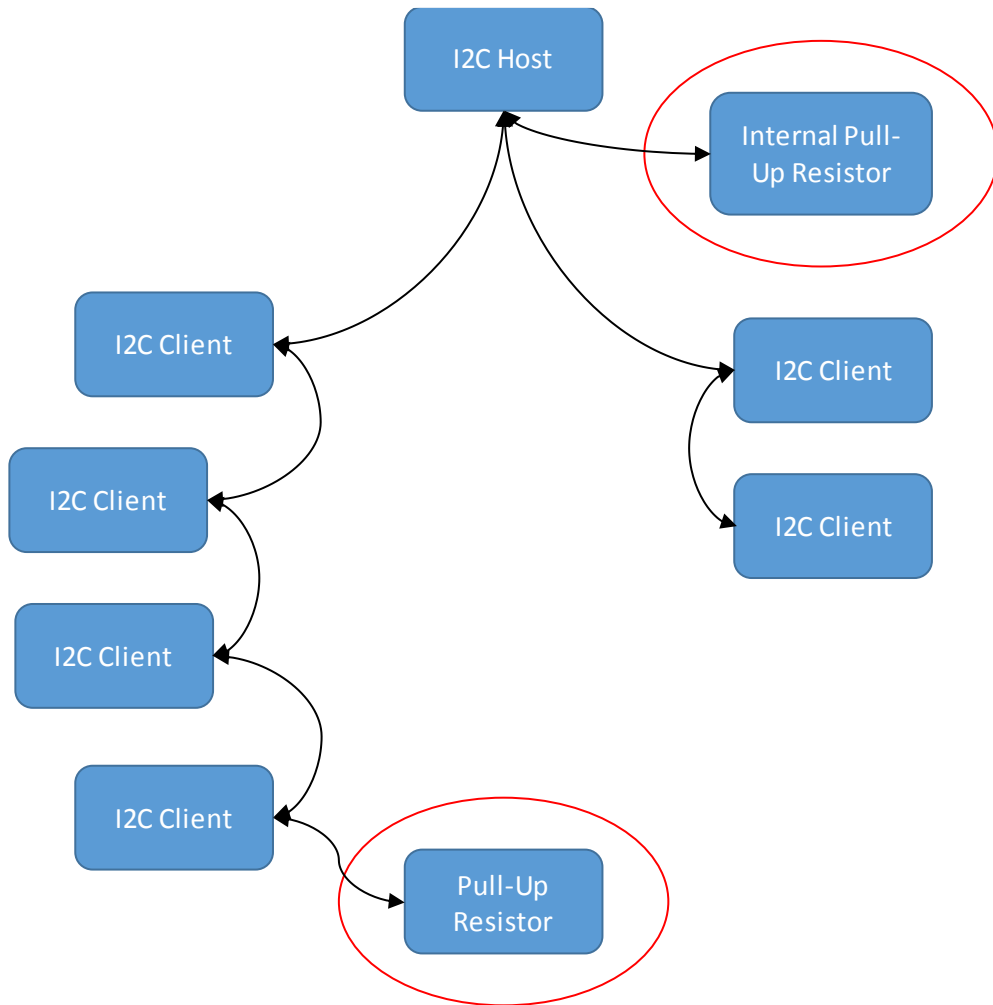 I2C Host
Internal Pull-
Up Resistor
I2C Client
I2C Client
I2C Client
I2C Client
I2C Client
I2C Client
Pull-Up
Resistor